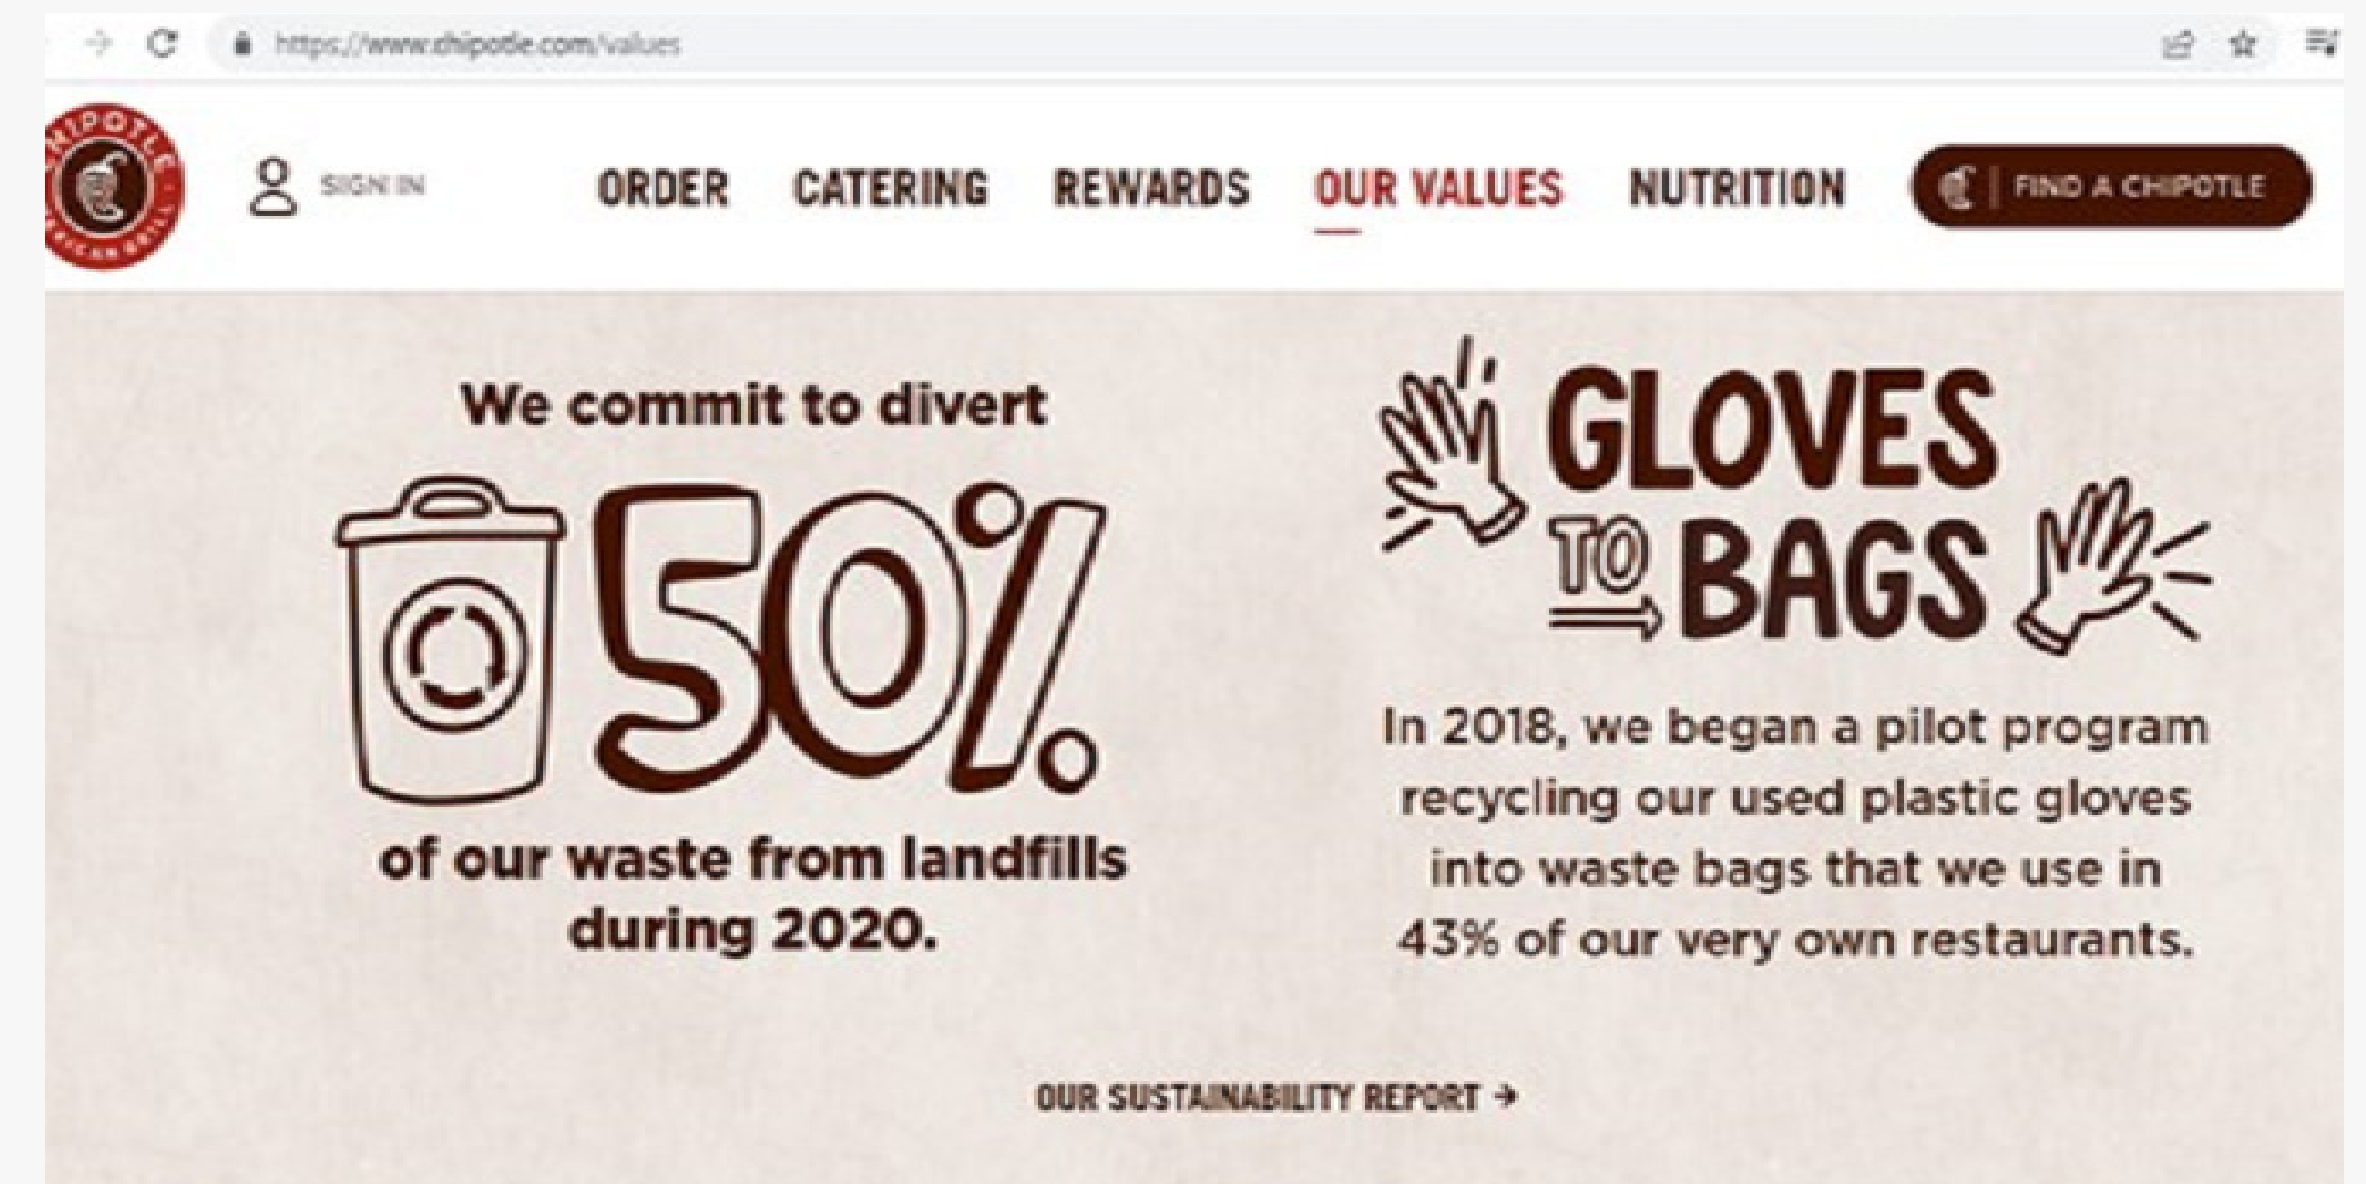 https://www.chipotle.com/values
CHIPOTLE
SIGN IN
ORDER
CATERING
REWARDS
OUR VALUES
NUTRITION
FIND A CHIPOTLE
We commit to divert
50%
of our waste from landfills
during 2020.
GLOVES
TO BAGS
In 2018, we began a pilot program
recycling our used plastic gloves
into waste bags that we use in
43% of our very own restaurants.
OUR SUSTAINABILITY REPORT →